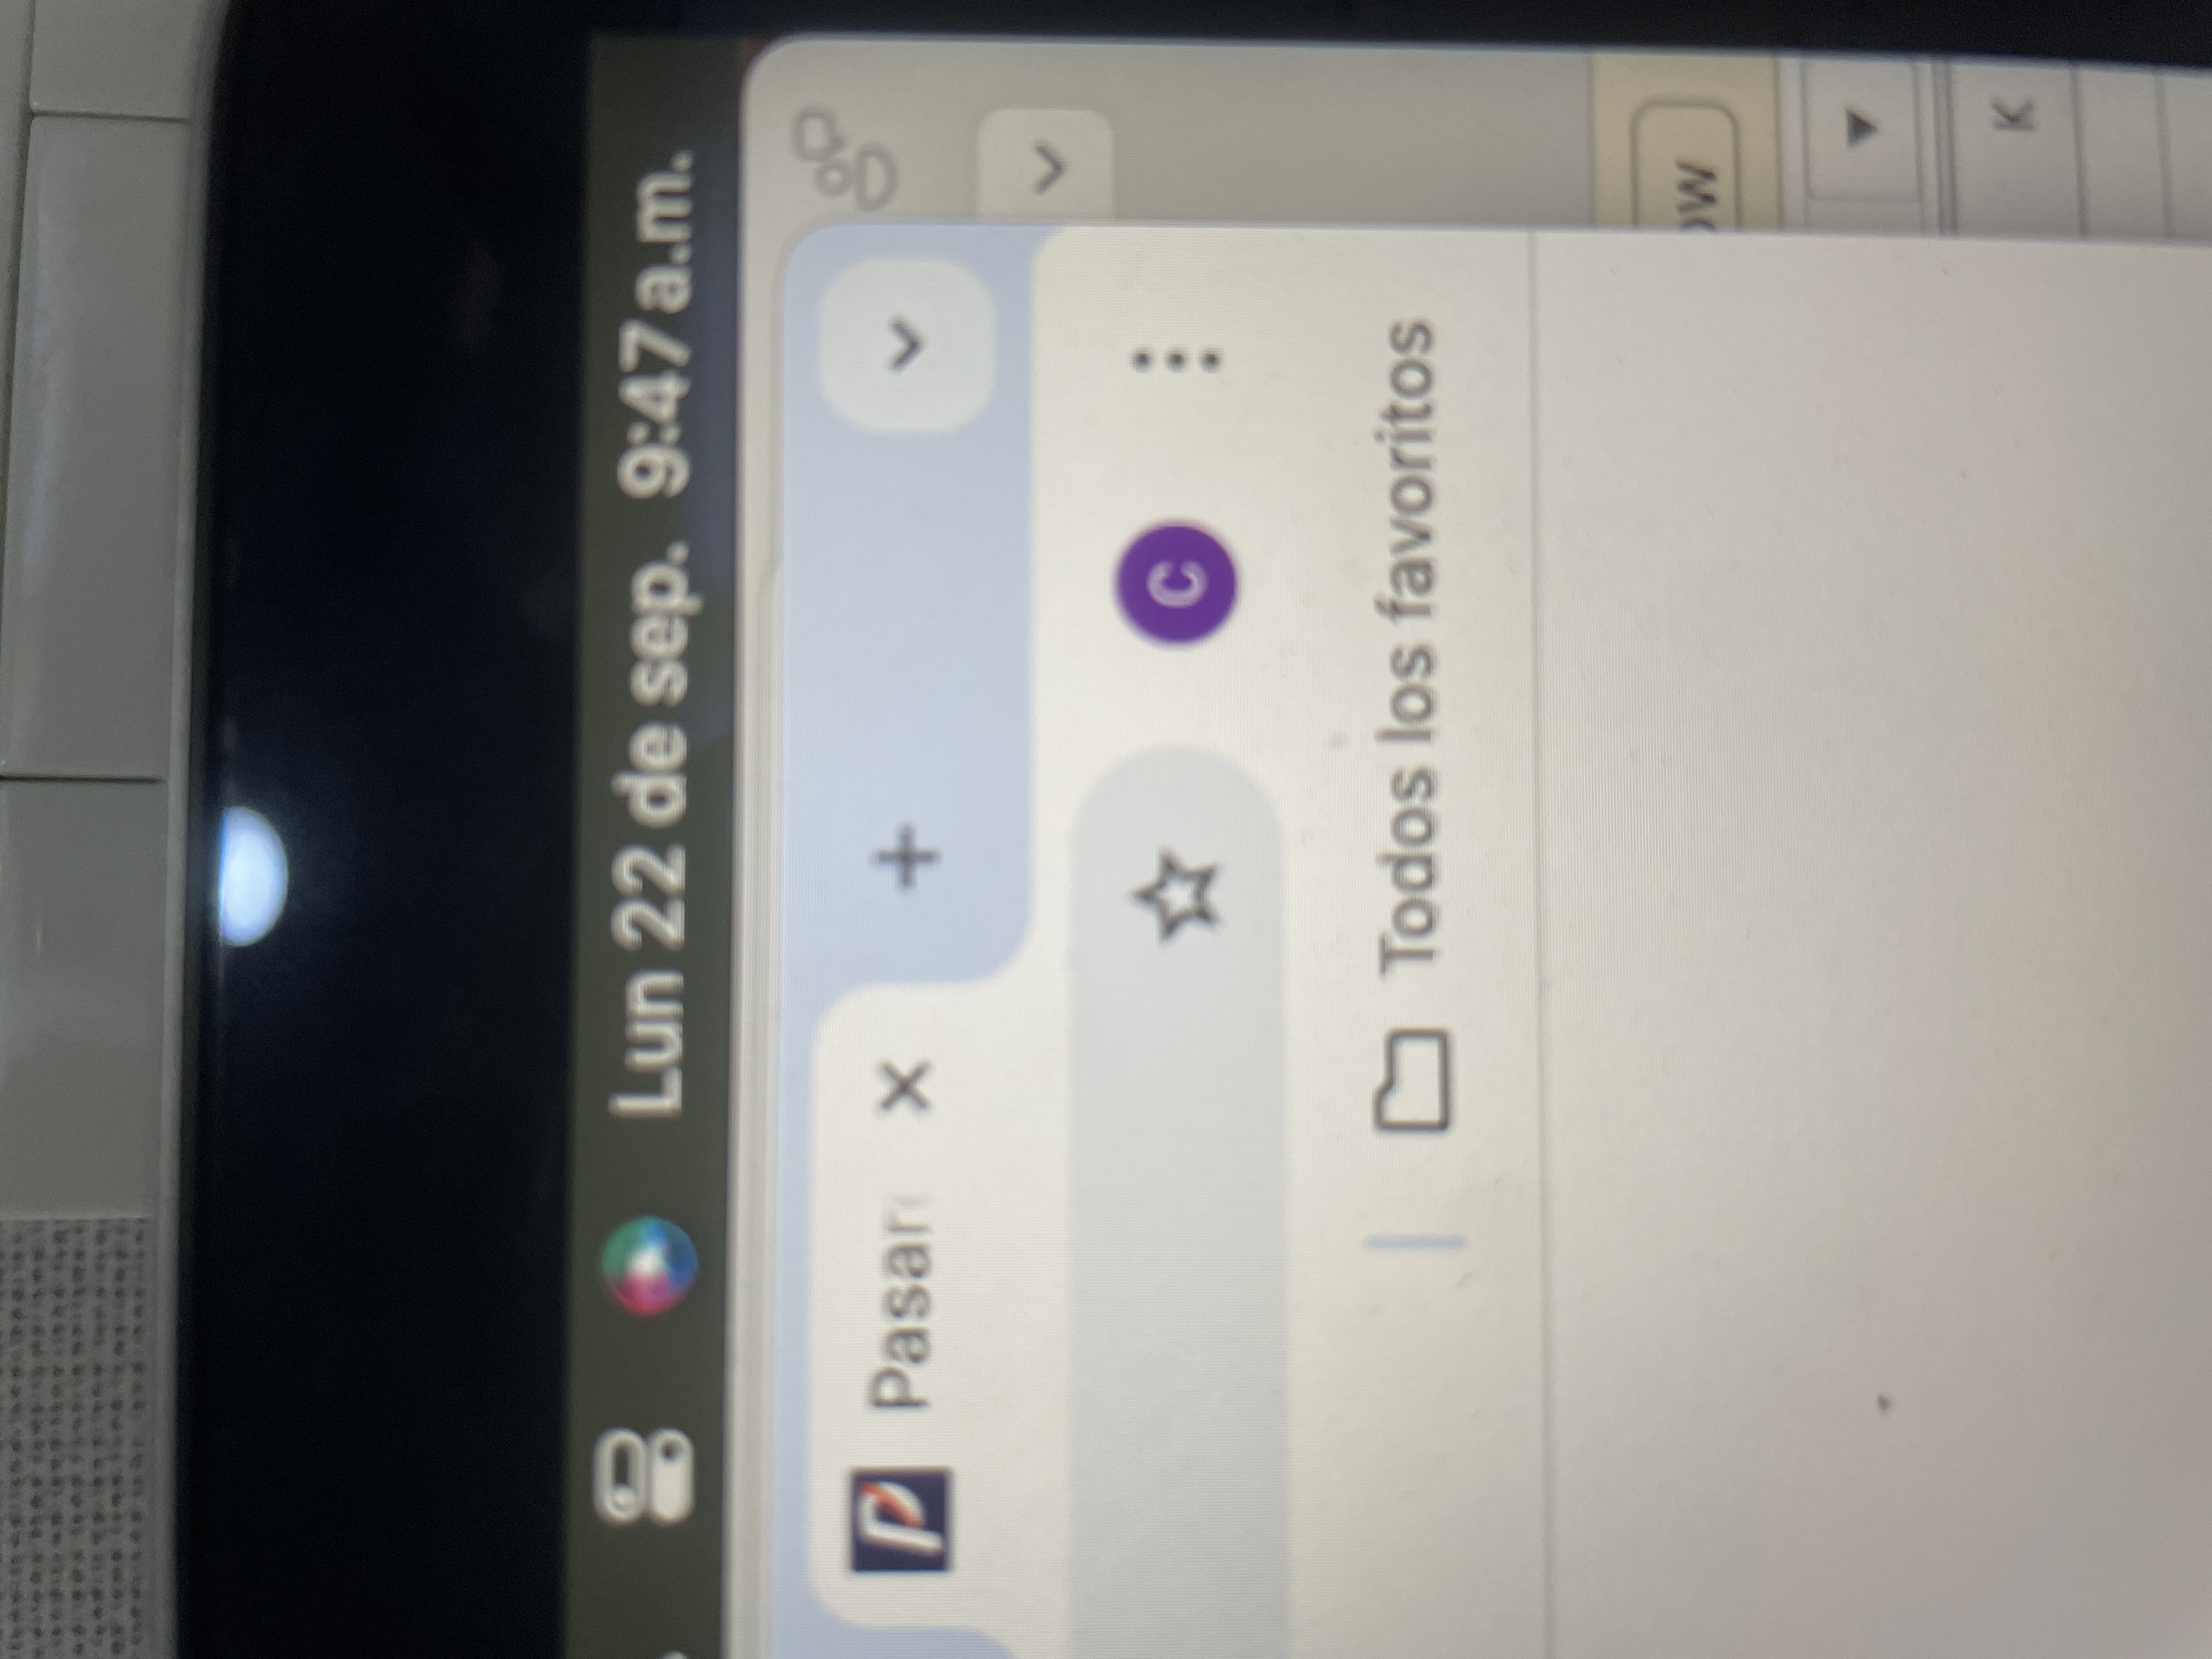 Lun 22 de sep. 9:47 a.m.
Pasar
C
Todos los favoritos
K